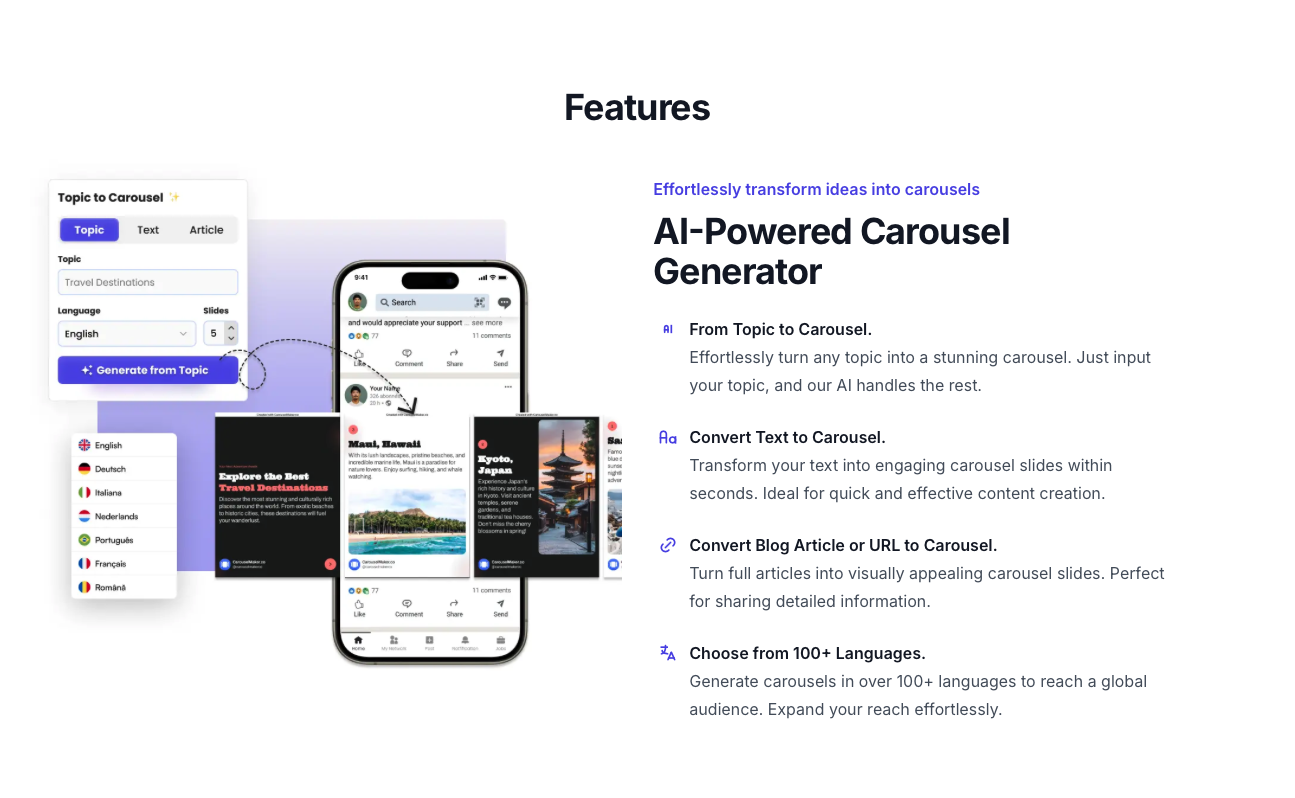 Features
Topic to Carousel
Topic
Text
Article
Topic
Travel Destinations
Language
Slides
English
5
Generate from Topic
English
Deutsch
Italiana
Nederlands
Português
Français
Română
9:41
Search
and would appreciate your support ... see more
77
11 comments
Like
Comment
Share
Send
Your Name
Explore the Best
Travel Destinations
Discover the most stunning and culturally rich
places around the world. From exotic beaches
to historic cities, these destinations will fuel
your wanderlust.
Maui, Hawaii
With its lush landscapes, pristine beaches, and
incredible marine life, Maui is a paradise for
nature lovers. Enjoy surfing, hiking, and whale
watching.
CarouselMaker.co
Kyoto,
Japan
Experience Japan's
rich history and culture
in Kyoto. Visit ancient
temples, serene
gardens, and
traditional tea houses.
Don't miss the cherry
blossoms in spring!
CarouselMaker.co
77
11 comments
Like
Comment
Share
Send
Home
My Network
Post
Notification
Jobs
Effortlessly transform ideas into carousels
AI-Powered Carousel
Generator
AI
From Topic to Carousel.
Effortlessly turn any topic into a stunning carousel. Just input
your topic, and our AI handles the rest.
Convert Text to Carousel.
Transform your text into engaging carousel slides within
seconds. Ideal for quick and effective content creation.
Convert Blog Article or URL to Carousel.
Turn full articles into visually appealing carousel slides. Perfect
for sharing detailed information.
Choose from 100+ Languages.
Generate carousels in over 100+ languages to reach a global
audience. Expand your reach effortlessly.